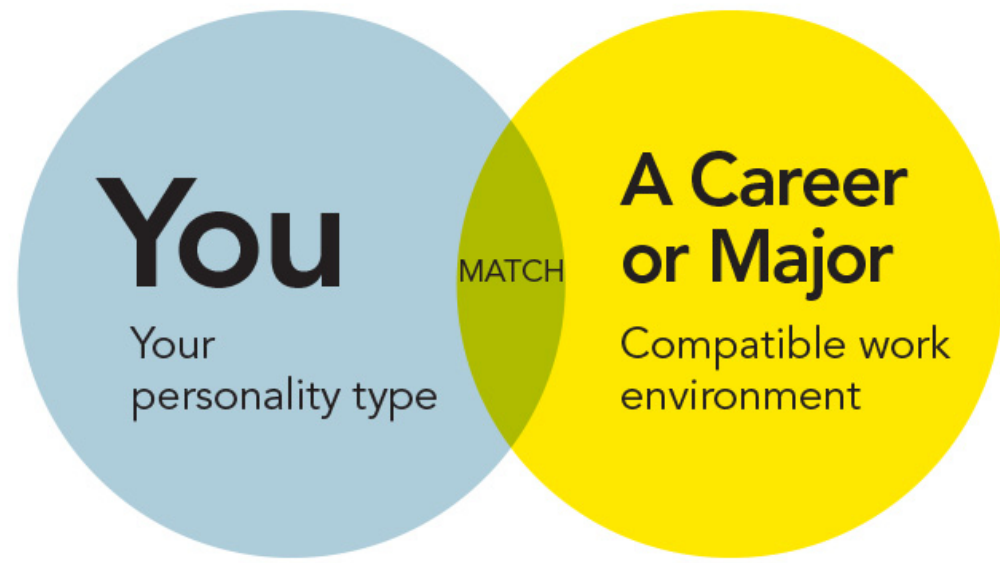 You
Your
personality type
MATCH
A Career
or Major
Compatible work
environment